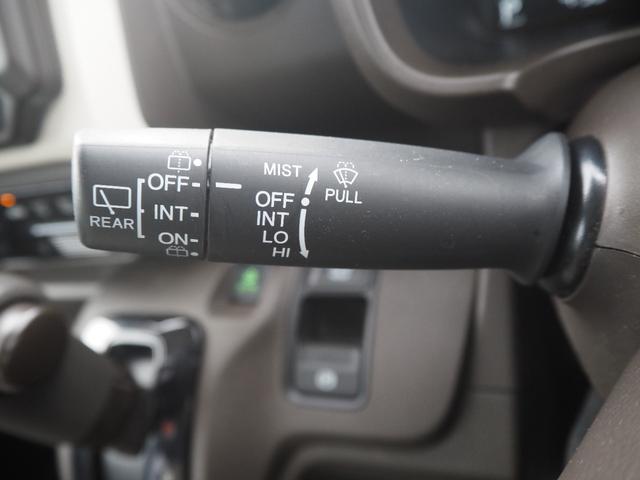 OFF
INT
ON
REAR
MIST
OFF
INT
LO
HI
PULL